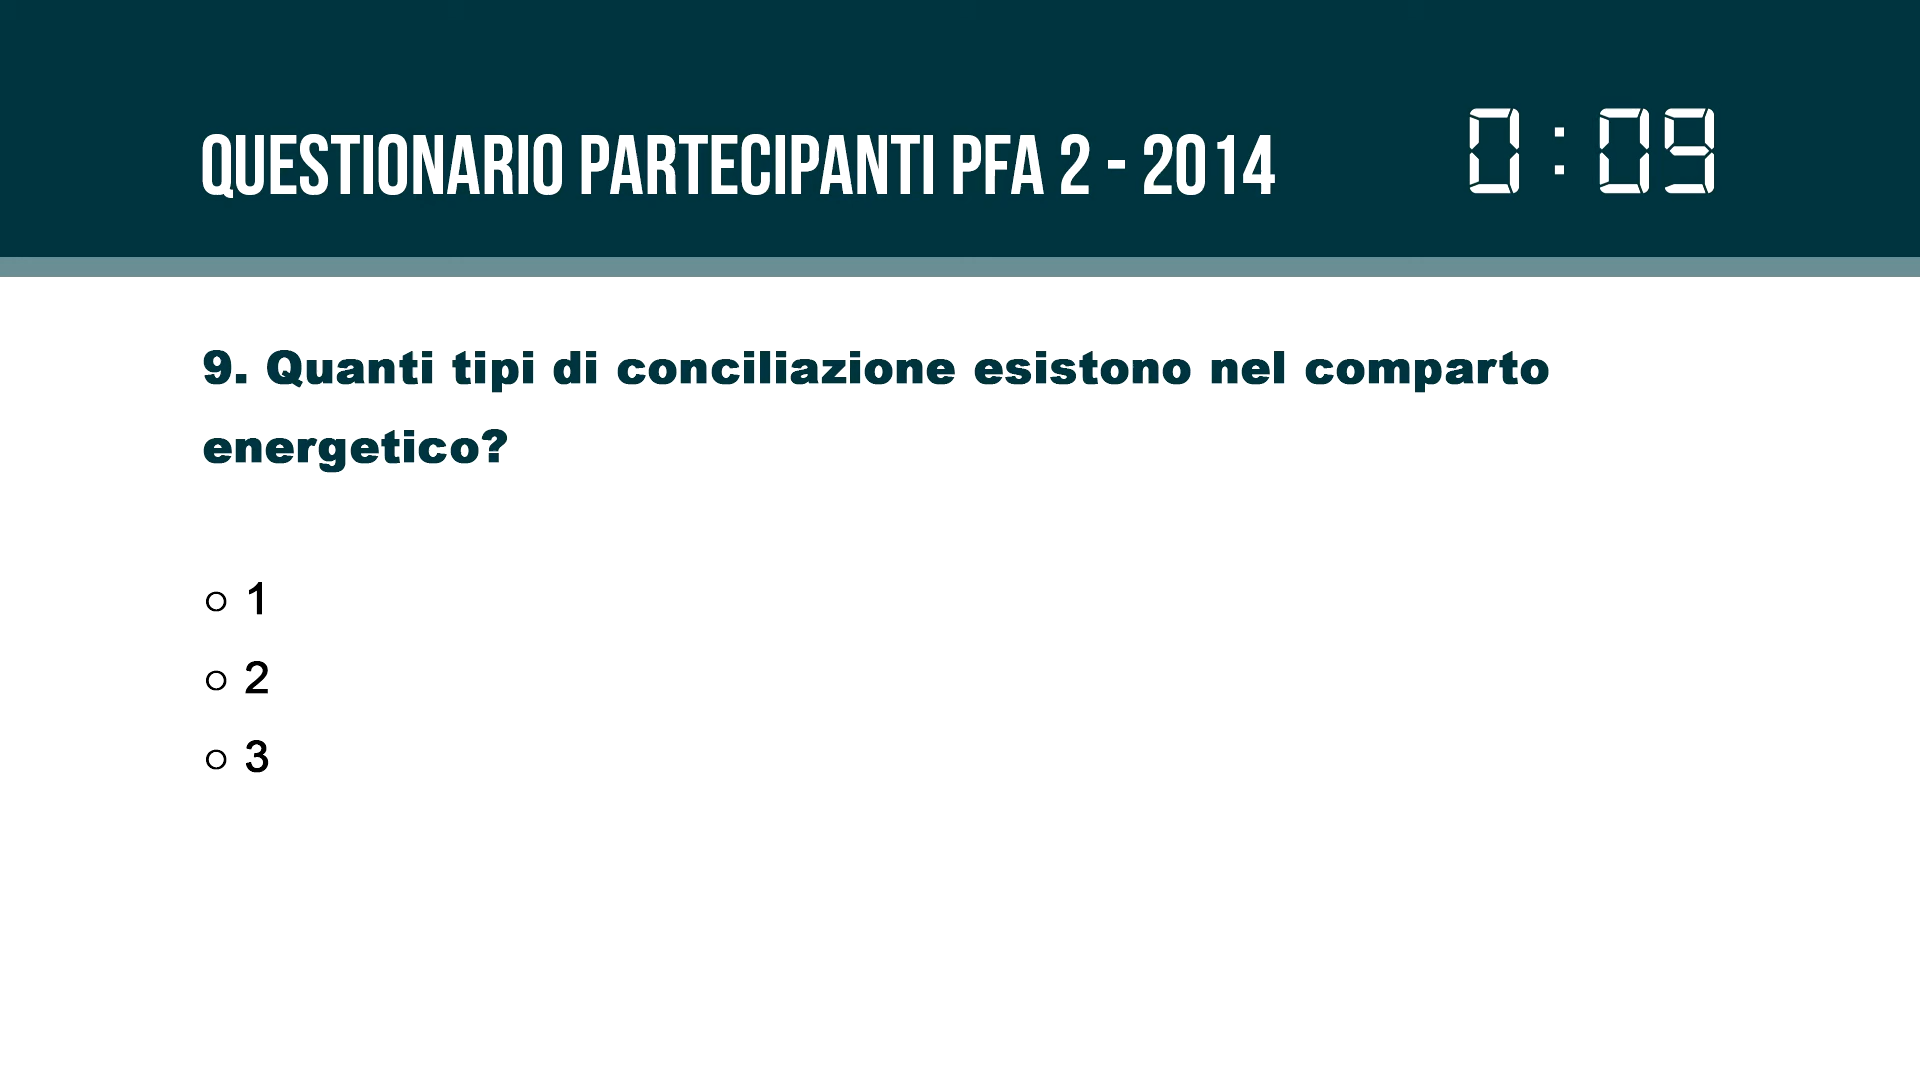 QUESTIONARIO PARTECIPANTI PFA 2 - 2014
0:09
9. Quanti tipi di conciliazione esistono nel comparto
energetico?
○ 1
○ 2
○ 3